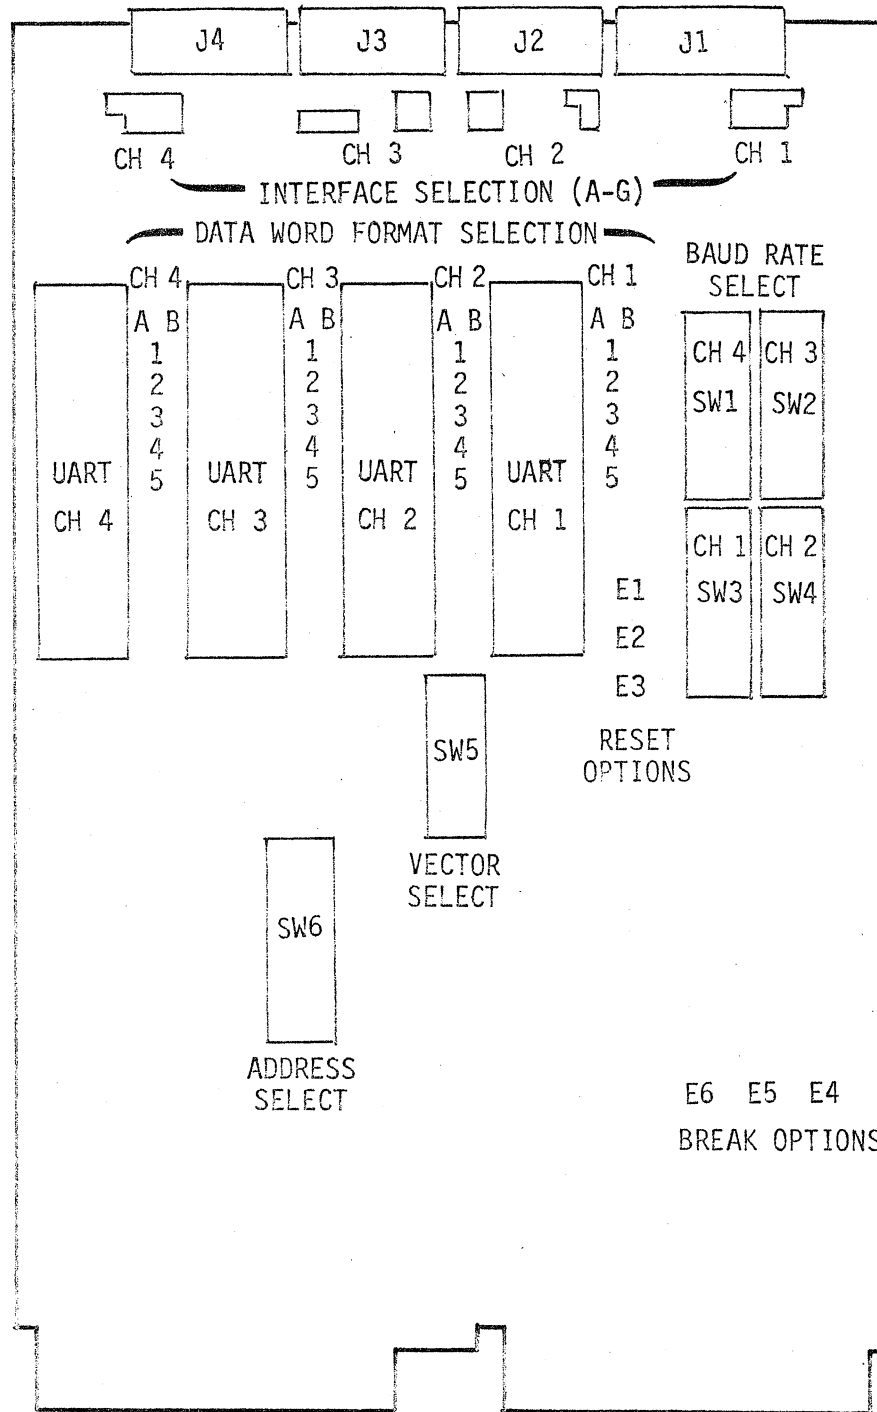 J4 J3 J2 J1
CH 4 CH 3 CH 2 CH 1
INTERFACE SELECTION (A-G)
DATA WORD FORMAT SELECTION
CH 4 CH 3 CH 2 CH 1
A B A B A B A B
1 1 1 1
2 2 2 2
3 3 3 3
4 4 4 4
5 5 5 5
UART UART UART UART
CH 4 CH 3 CH 2 CH 1
BAUD RATE
SELECT
CH 4 CH 3
SW1 SW2
CH 1 CH 2
SW3 SW4
E1
E2
E3
RESET
OPTIONS
SW5
VECTOR
SELECT
SW6
ADDRESS
SELECT
E6 E5 E4
BREAK OPTIONS